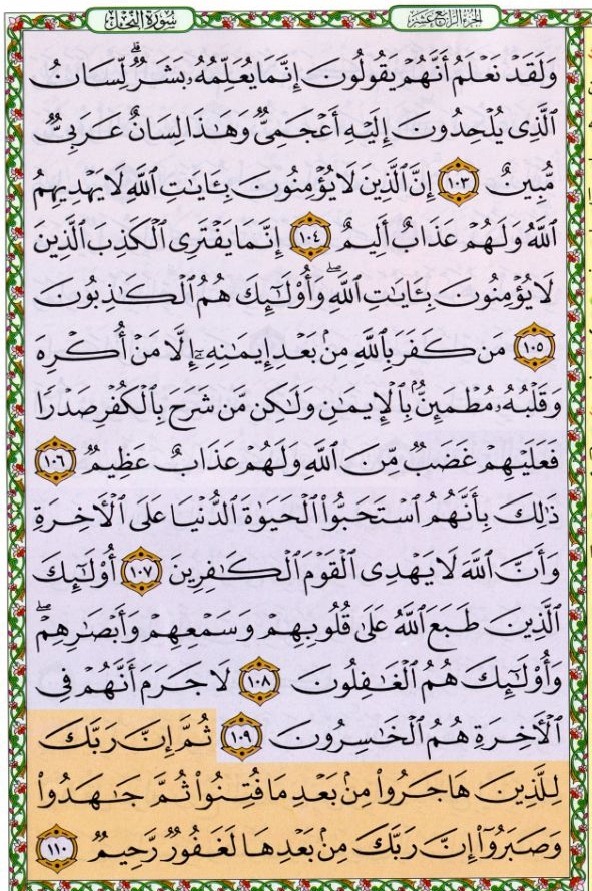 الجزء الرابع عشر
سورة النحل
وَلَقَدْ نَعْلَمُ أَنَّهُمْ يَقُولُونَ إِنَّمَا يُعَلِّمُهُۥ بَشَرٌ ۗ لِّسَانُ
ٱلَّذِى يُلْحِدُونَ إِلَيْهِ أَعْجَمِىٌّ وَهَٰذَا لِسَانٌ عَرَبِىٌّ
مُّبِينٌ ١٠٣ إِنَّ ٱلَّذِينَ لَا يُؤْمِنُونَ بِـَٔايَٰتِ ٱللَّهِ لَا يَهْدِيهِمُ
ٱللَّهُ وَلَهُمْ عَذَابٌ أَلِيمٌ ١٠٤ إِنَّمَا يَفْتَرِى ٱلْكَذِبَ ٱلَّذِينَ
لَا يُؤْمِنُونَ بِـَٔايَٰتِ ٱللَّهِ ۖ وَأُو۟لَٰٓئِكَ هُمُ ٱلْكَٰذِبُونَ
١٠٥ مَن كَفَرَ بِٱللَّهِ مِنۢ بَعْدِ إِيمَٰنِهِۦٓ إِلَّا مَنْ أُكْرِهَ
وَقَلْبُهُۥ مُطْمَئِنٌّۢ بِٱلْإِيمَٰنِ وَلَٰكِن مَّن شَرَحَ بِٱلْكُفْرِ صَدْرًا
فَعَلَيْهِمْ غَضَبٌ مِّنَ ٱللَّهِ وَلَهُمْ عَذَابٌ عَظِيمٌ ١٠٦
ذَٰلِكَ بِأَنَّهُمُ ٱسْتَحَبُّوا۟ ٱلْحَيَوٰةَ ٱلدُّنْيَا عَلَى ٱلْـَٔاخِرَةِ
وَأَنَّ ٱللَّهَ لَا يَهْدِى ٱلْقَوْمَ ٱلْكَٰفِرِينَ ١٠٧ أُو۟لَٰٓئِكَ
ٱلَّذِينَ طَبَعَ ٱللَّهُ عَلَىٰ قُلُوبِهِمْ وَسَمْعِهِمْ وَأَبْصَٰرِهِمْ ۖ
وَأُو۟لَٰٓئِكَ هُمُ ٱلْغَٰفِلُونَ ١٠٨ لَا جَرَمَ أَنَّهُمْ فِى
ٱلْـَٔاخِرَةِ هُمُ ٱلْخَٰسِرُونَ ١٠٩ ثُمَّ إِنَّ رَبَّكَ
لِلَّذِينَ هَاجَرُوا۟ مِنۢ بَعْدِ مَا فُتِنُوا۟ ثُمَّ جَٰهَدُوا۟
وَصَبَرُوٓا۟ إِنَّ رَبَّكَ مِنۢ بَعْدِهَا لَغَفُورٌ رَّحِيمٌ ١١٠